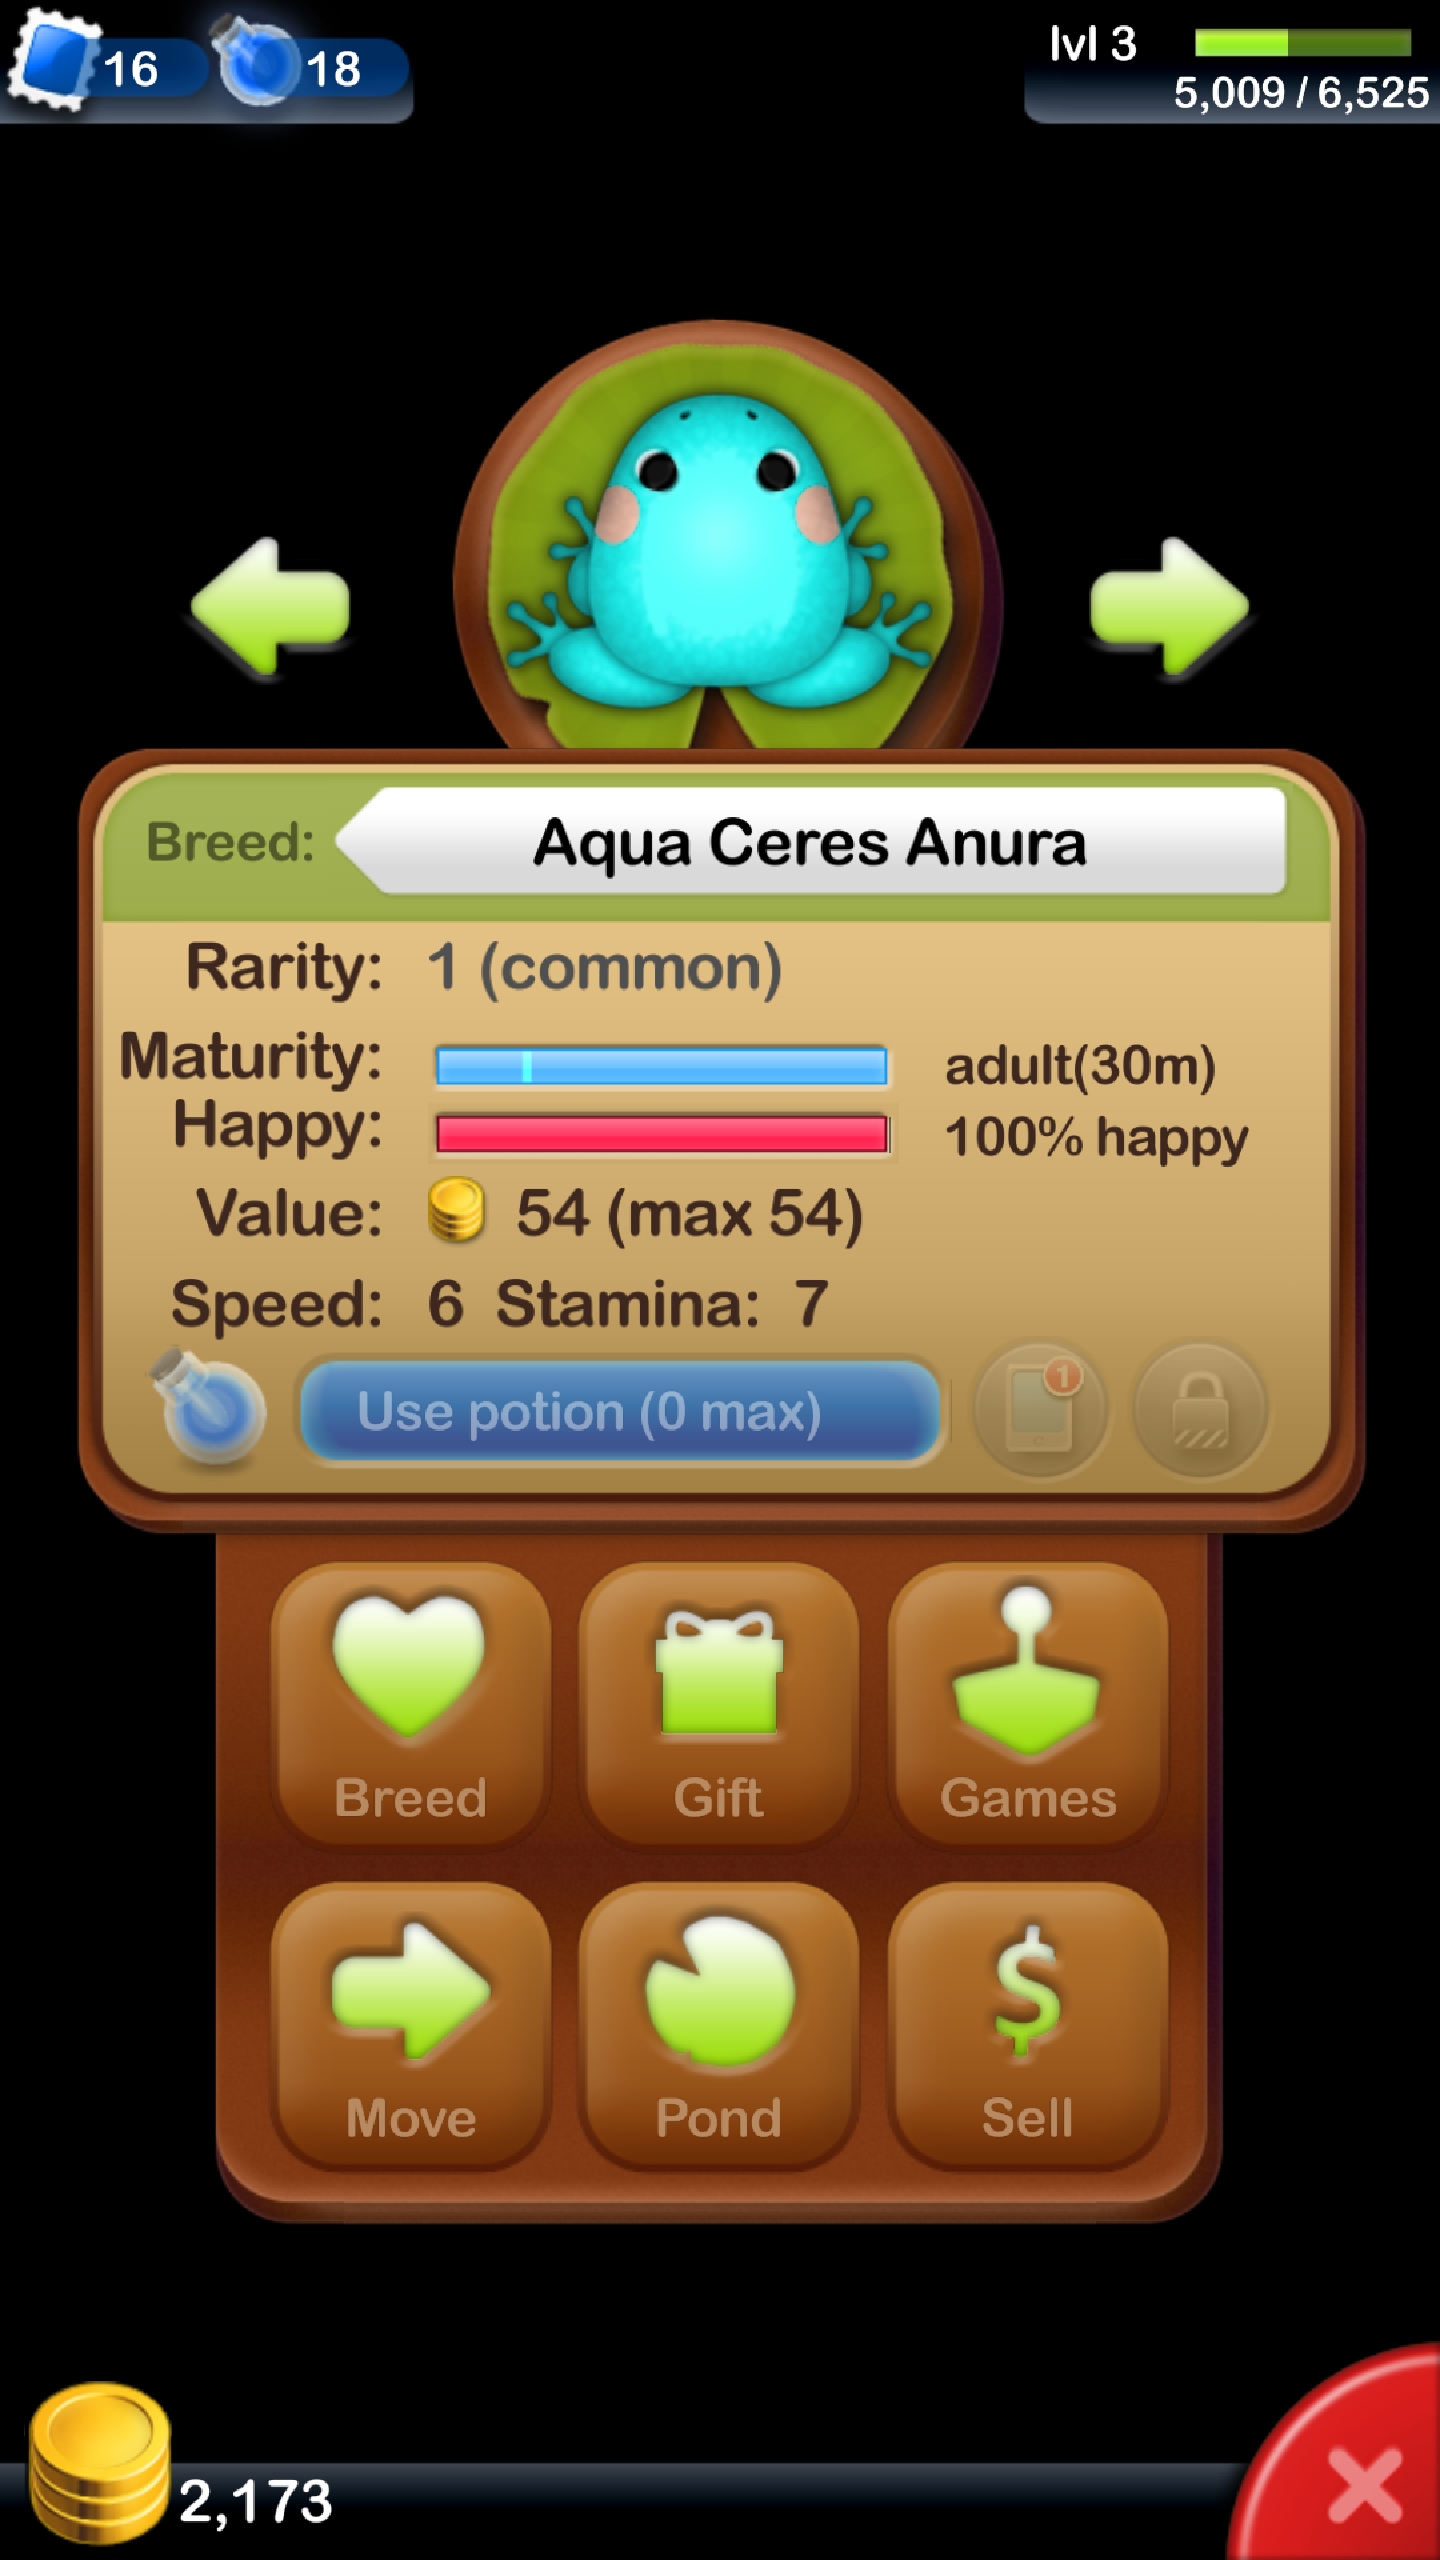 16
18
lvl 3
5,009 / 6,525
Breed: Aqua Ceres Anura
Rarity: 1 (common)
Maturity: adult(30m)
Happy: 100% happy
Value: 54 (max 54)
Speed: 6 Stamina: 7
Use potion (0 max)
1
Breed Gift Games
Move Pond Sell
2,173